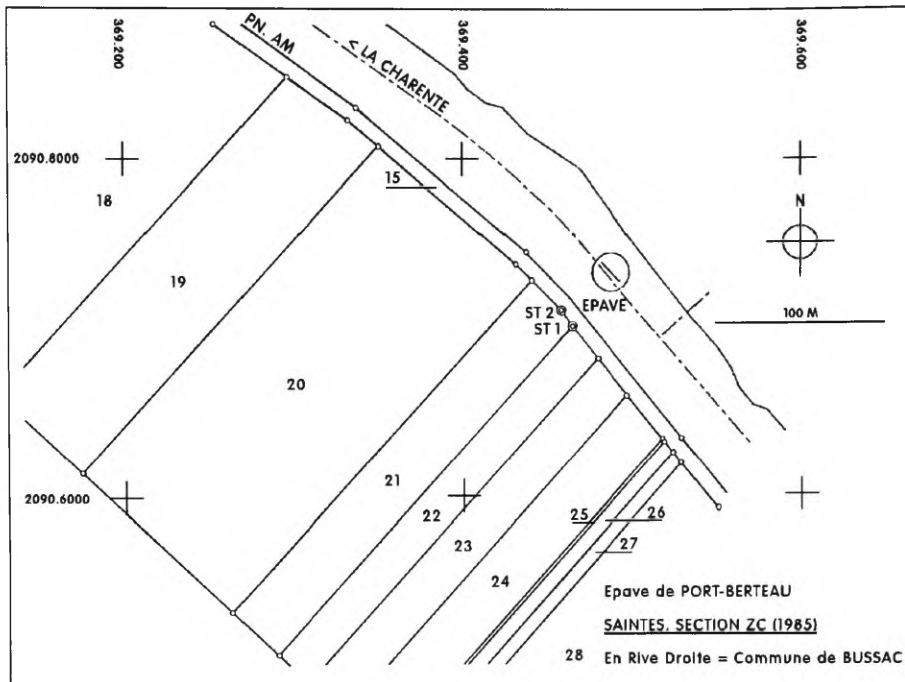 369.200
PN. AM
< LA CHARENTE
369.400
369.600
2090.8000
18
15
N
19
ST 2
EPAVE
ST 1
100 M
20
21
2090.6000
22
23
25
26
27
24
Epave de PORT-BERTEAU
SAINTES, SECTION ZC (1985)
28
En Rive Droite = Commune de BUSSAC